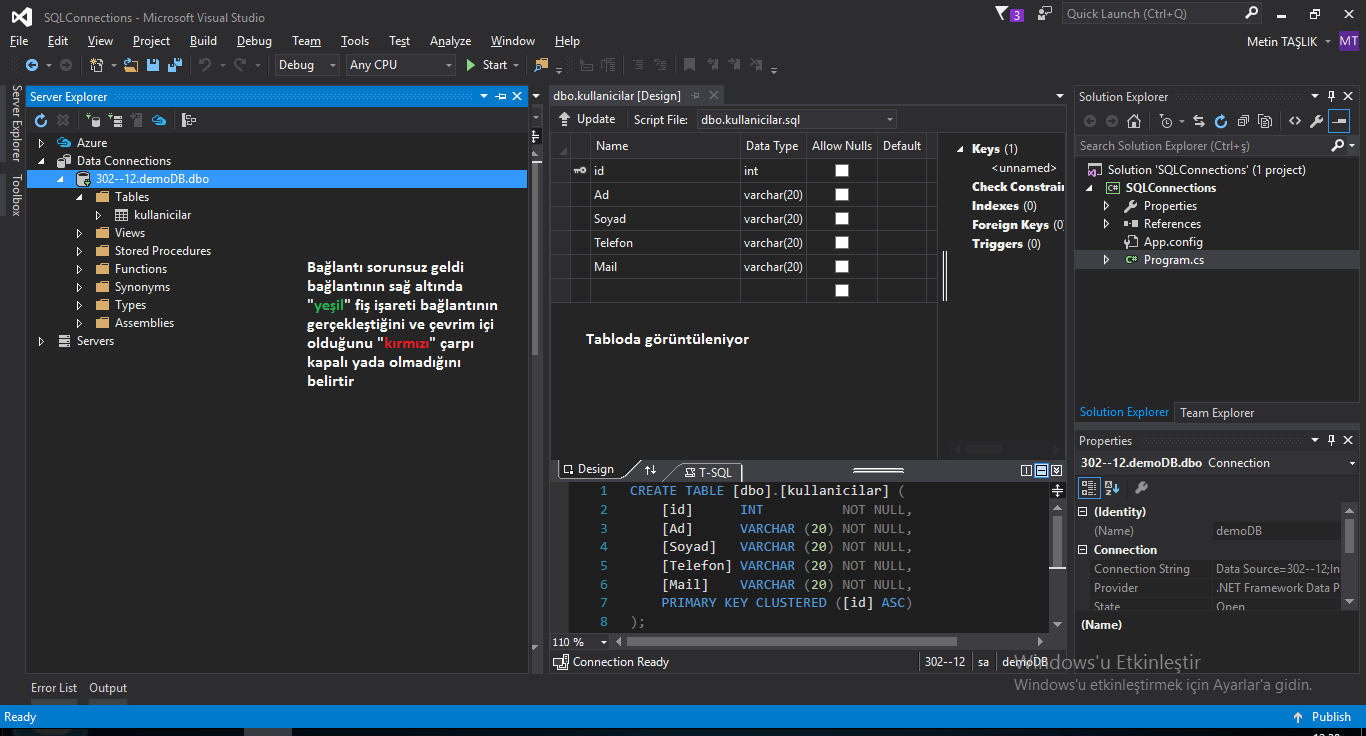 SQLConnections - Microsoft Visual Studio
3
Quick Launch (Ctrl+Q)
File Edit View Project Build Debug Team Tools Test Analyze Window Help
Metin TAŞLIK
MT
Debug
Any CPU
Start
Server Explorer
Toolbox
Server Explorer
Azure
Data Connections
302--12.demoDB.dbo
Tables
kullanicilar
Views
Stored Procedures
Functions
Synonyms
Types
Assemblies
Servers
Bağlantı sorunsuz geldi
bağlantının sağ altında
"yeşil" fiş işareti bağlantının
gerçekleştiğini ve çevrim içi
olduğunu "kırmızı" çarpı
kapalı yada olmadığını
belirtir
dbo.kullanicilar [Design]
Update
Script File:
dbo.kullanicilar.sql
Name Data Type Allow Nulls Default
id int
Ad varchar(20)
Soyad varchar(20)
Telefon varchar(20)
Mail varchar(20)
Tabloda görüntüleniyor
Keys (1)
<unnamed>
Check Constrain
Indexes (0)
Foreign Keys (0
Triggers (0)
Design
T-SQL
1 CREATE TABLE [dbo].[kullanicilar] (
2 [id] INT NOT NULL,
3 [Ad] VARCHAR (20) NOT NULL,
4 [Soyad] VARCHAR (20) NOT NULL,
5 [Telefon] VARCHAR (20) NOT NULL,
6 [Mail] VARCHAR (20) NOT NULL,
7 PRIMARY KEY CLUSTERED ([id] ASC)
8 );
110 %
Connection Ready
302--12
sa
demoDB
Solution Explorer
Search Solution Explorer (Ctrl+ş)
Solution 'SQLConnections' (1 project)
SQLConnections
Properties
References
App.config
Program.cs
Solution Explorer
Team Explorer
Properties
302--12.demoDB.dbo Connection
(Identity)
(Name) demoDB
Connection
Connection String Data Source=302--12;In
Provider .NET Framework Data P
State Open
(Name)
Windows'u Etkinleştir
Windows'u etkinleştirmek için Ayarlar'a gidin.
Error List
Output
Ready
Publish